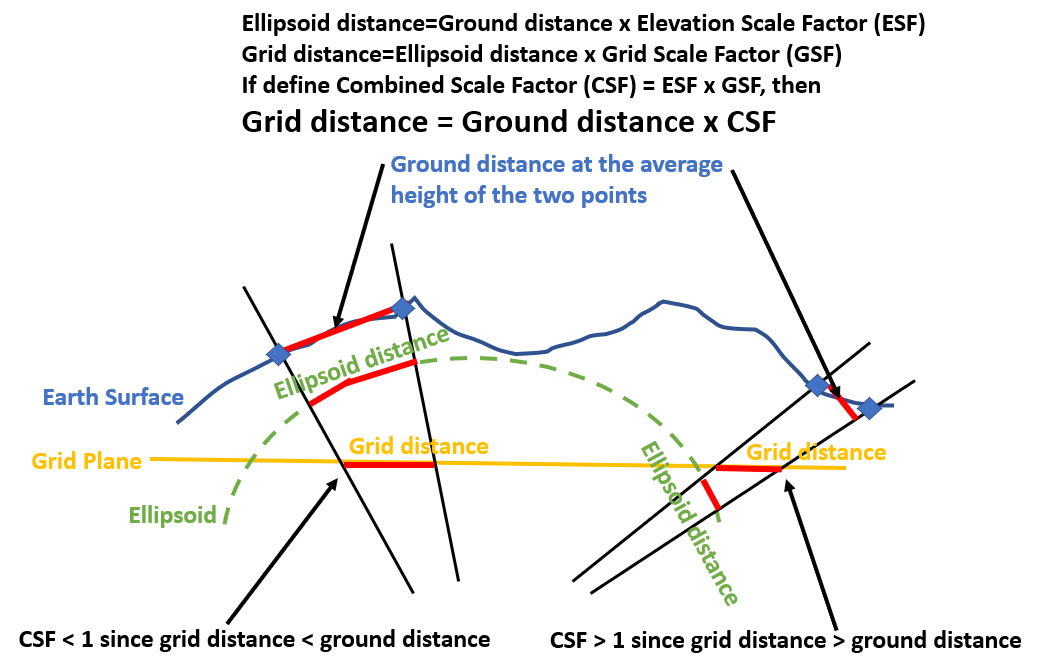 Ellipsoid distance=Ground distance x Elevation Scale Factor (ESF)
Grid distance=Ellipsoid distance x Grid Scale Factor (GSF)
If define Combined Scale Factor (CSF) = ESF x GSF, then
Grid distance = Ground distance x CSF
Ground distance at the average
height of the two points
Ellipsoid distance
Earth Surface
Grid distance
Grid distance
Grid Plane
Ellipsoid distance
Ellipsoid
CSF < 1 since grid distance < ground distance
CSF > 1 since grid distance > ground distance